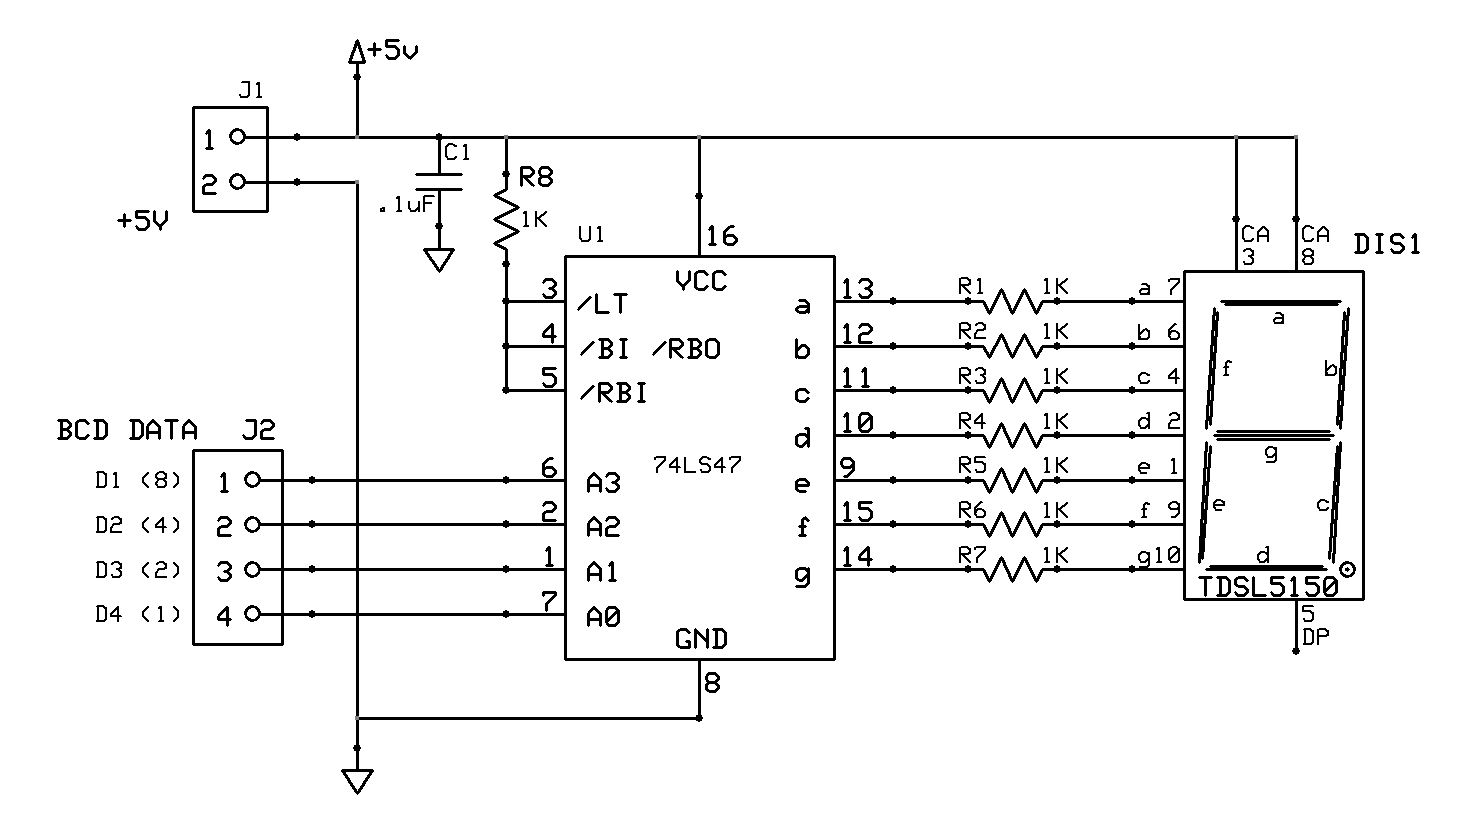 +5v
J1
1
2
+5V
C1
.1uF
R8
1K
U1
16
VCC
3 /LT
4 /BI /RBO
5 /RBI
74LS47
6 A3
2 A2
1 A1
7 A0
GND
8
BCD DATA J2
D1 (8) 1
D2 (4) 2
D3 (2) 3
D4 (1) 4
a 13 R1 1K a 7
b 12 R2 1K b 6
c 11 R3 1K c 4
d 10 R4 1K d 2
e 9 R5 1K e 1
f 15 R6 1K f 9
g 14 R7 1K g10
CA
3
CA
8
DIS1
a
f
b
g
e
c
d
TDSL5150
5
DP